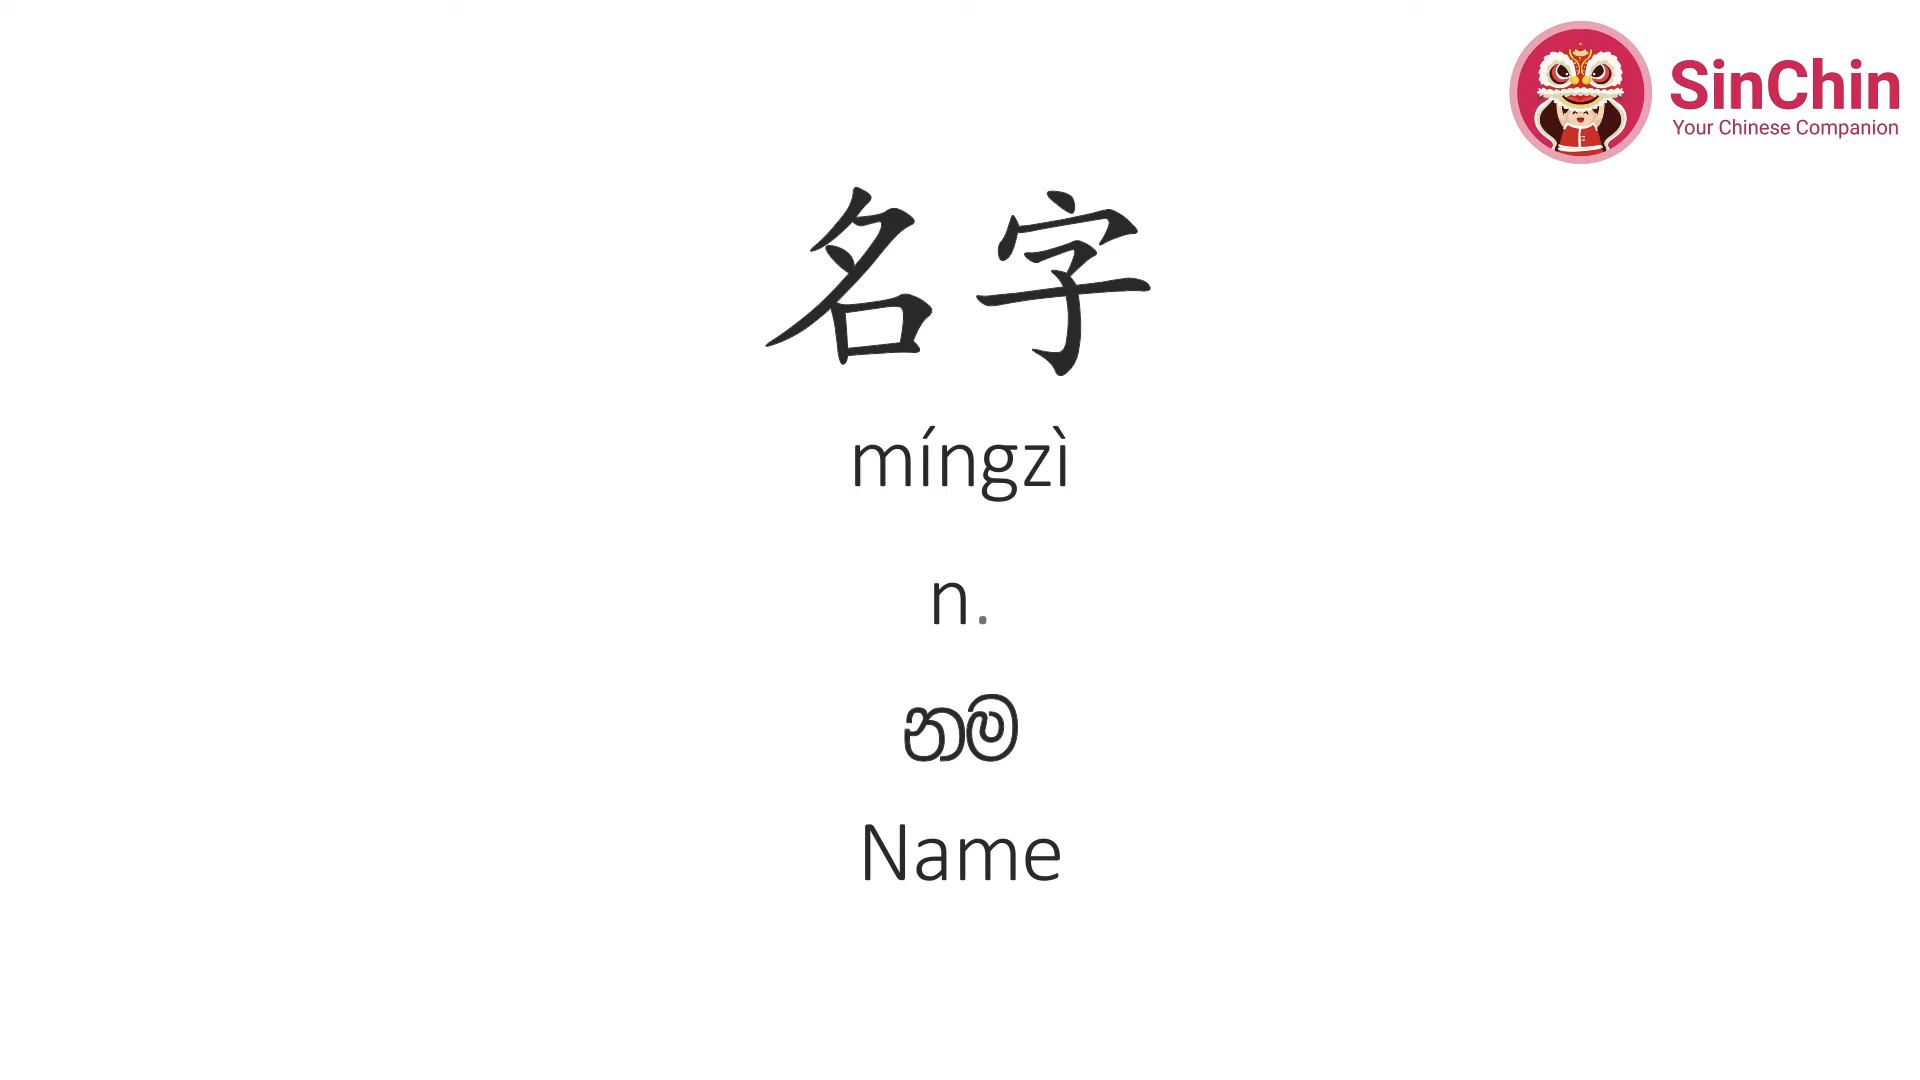 SinChin
Your Chinese Companion
名字
míngzì
n.
නම
Name